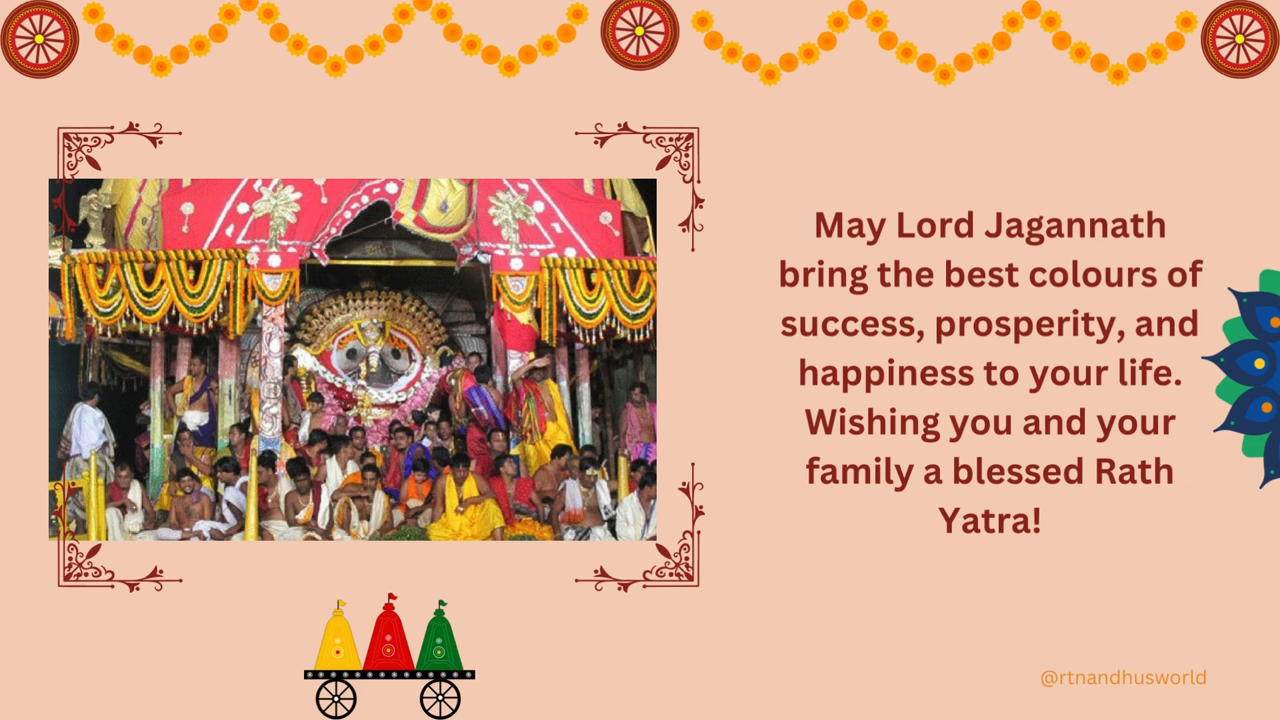 May Lord Jagannath
bring the best colours of
success, prosperity, and
happiness to your life.
Wishing you and your
family a blessed Rath
Yatra!
@rtnandhusworld